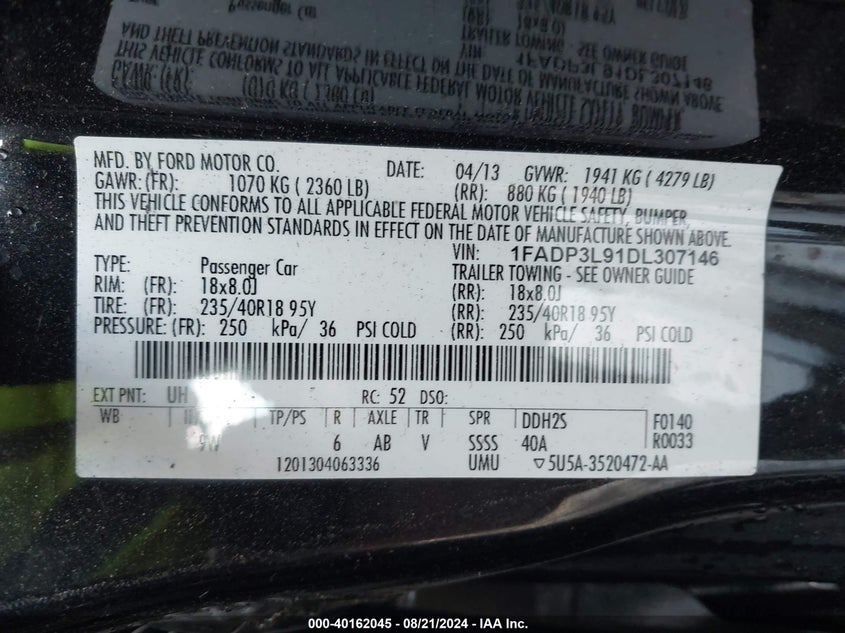 MFD. BY FORD MOTOR CO. DATE: 04/13 GVWR: 1941 KG ( 4279 LB)
GAWR: (FR): 1070 KG ( 2360 LB) (RR): 880 KG ( 1940 LB)
THIS VEHICLE CONFORMS TO ALL APPLICABLE FEDERAL MOTOR VEHICLE SAFETY, BUMPER,
AND THEFT PREVENTION STANDARDS IN EFFECT ON THE DATE OF MANUFACTURE SHOWN ABOVE.
VIN: 1FADP3L91DL307146
TYPE: Passenger Car TRAILER TOWING - SEE OWNER GUIDE
RIM: (FR): 18x8.0J (RR): 18x8.0J
TIRE: (FR): 235/40R18 95Y (RR): 235/40R18 95Y
PRESSURE: (FR): 250 kPa/ 36 PSI COLD (RR): 250 kPa/ 36 PSI COLD
EXT PNT: UH RC: 52 DSO:
WB TP/PS R AXLE TR SPR DDH2S F0140
9W 6 AB V SSSS 40A R0033
1201304063336 UMU ▽5U5A-3520472-AA
000-40162045 - 08/21/2024 - IAA Inc.